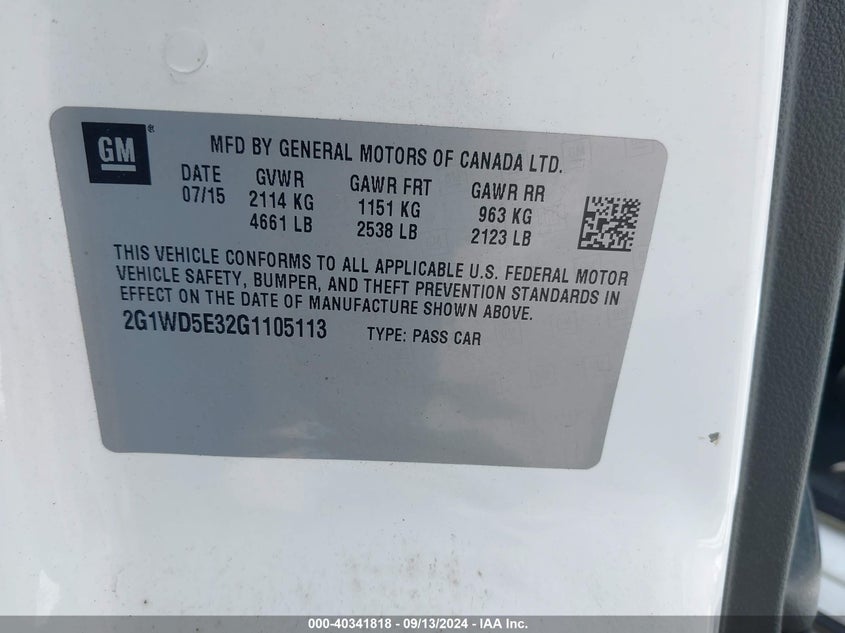 GM®
MFD BY GENERAL MOTORS OF CANADA LTD.
DATE GVWR GAWR FRT GAWR RR
07/15 2114 KG 1151 KG 963 KG
4661 LB 2538 LB 2123 LB
THIS VEHICLE CONFORMS TO ALL APPLICABLE U.S. FEDERAL MOTOR
VEHICLE SAFETY, BUMPER, AND THEFT PREVENTION STANDARDS IN
EFFECT ON THE DATE OF MANUFACTURE SHOWN ABOVE.
2G1WD5E32G1105113 TYPE: PASS CAR
000-40341818 - 09/13/2024 - IAA Inc.